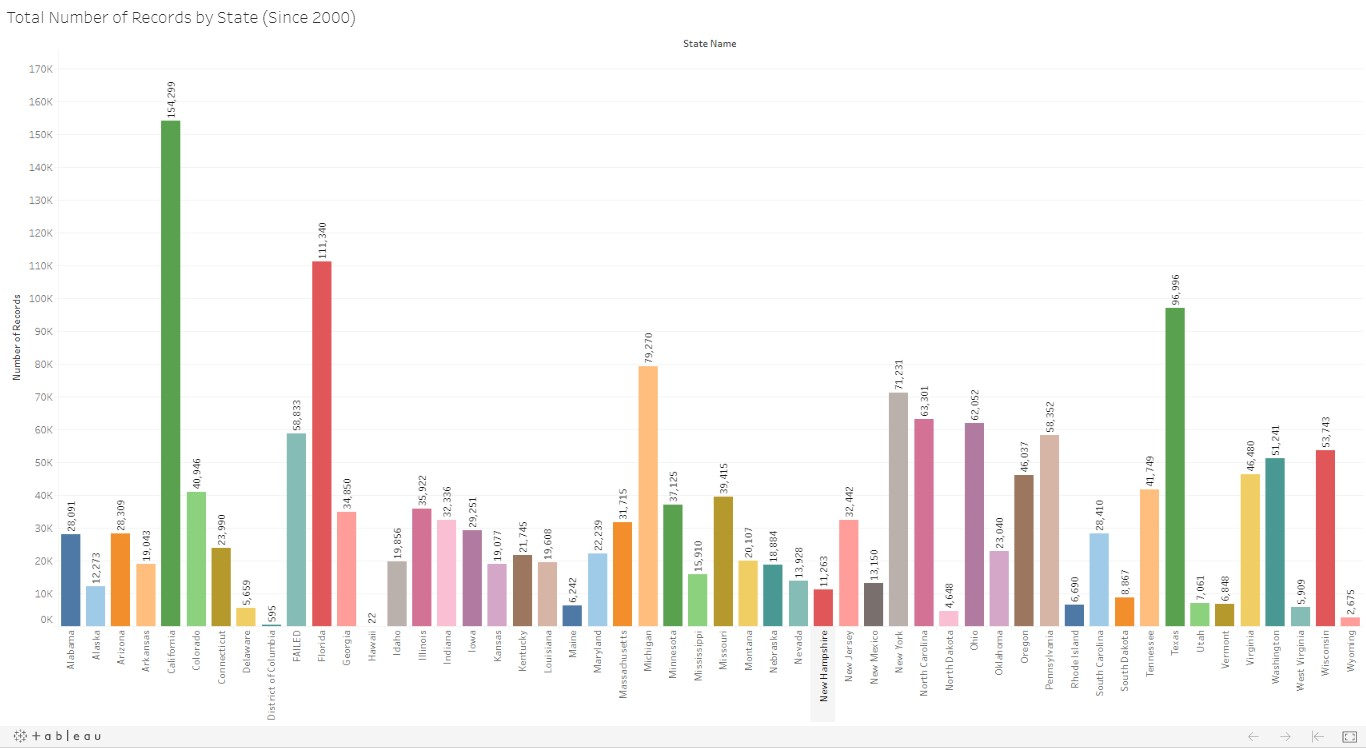 Total Number of Records by State (Since 2000)
State Name
Number of Records
170K
160K
150K
140K
130K
120K
110K
100K
90K
80K
70K
60K
50K
40K
30K
20K
10K
0K
28,091
12,273
28,309
19,043
154,299
40,946
23,990
5,659
595
58,833
111,340
34,850
22
19,856
35,922
32,336
29,251
19,077
21,745
19,608
6,242
22,239
31,715
79,270
37,125
15,910
39,415
20,107
18,884
13,928
11,263
32,442
13,150
71,231
63,301
4,648
62,052
23,040
46,037
58,352
6,690
28,410
8,867
41,749
96,996
7,061
6,848
46,480
51,241
5,909
53,743
2,675
Alabama
Alaska
Arizona
Arkansas
California
Colorado
Connecticut
Delaware
District of Columbia
FAILED
Florida
Georgia
Hawaii
Idaho
Illinois
Indiana
Iowa
Kansas
Kentucky
Louisiana
Maine
Maryland
Massachusetts
Michigan
Minnesota
Mississippi
Missouri
Montana
Nebraska
Nevada
New Hampshire
New Jersey
New Mexico
New York
North Carolina
North Dakota
Ohio
Oklahoma
Oregon
Pennsylvania
Rhode Island
South Carolina
South Dakota
Tennessee
Texas
Utah
Vermont
Virginia
Washington
West Virginia
Wisconsin
Wyoming
+ableau